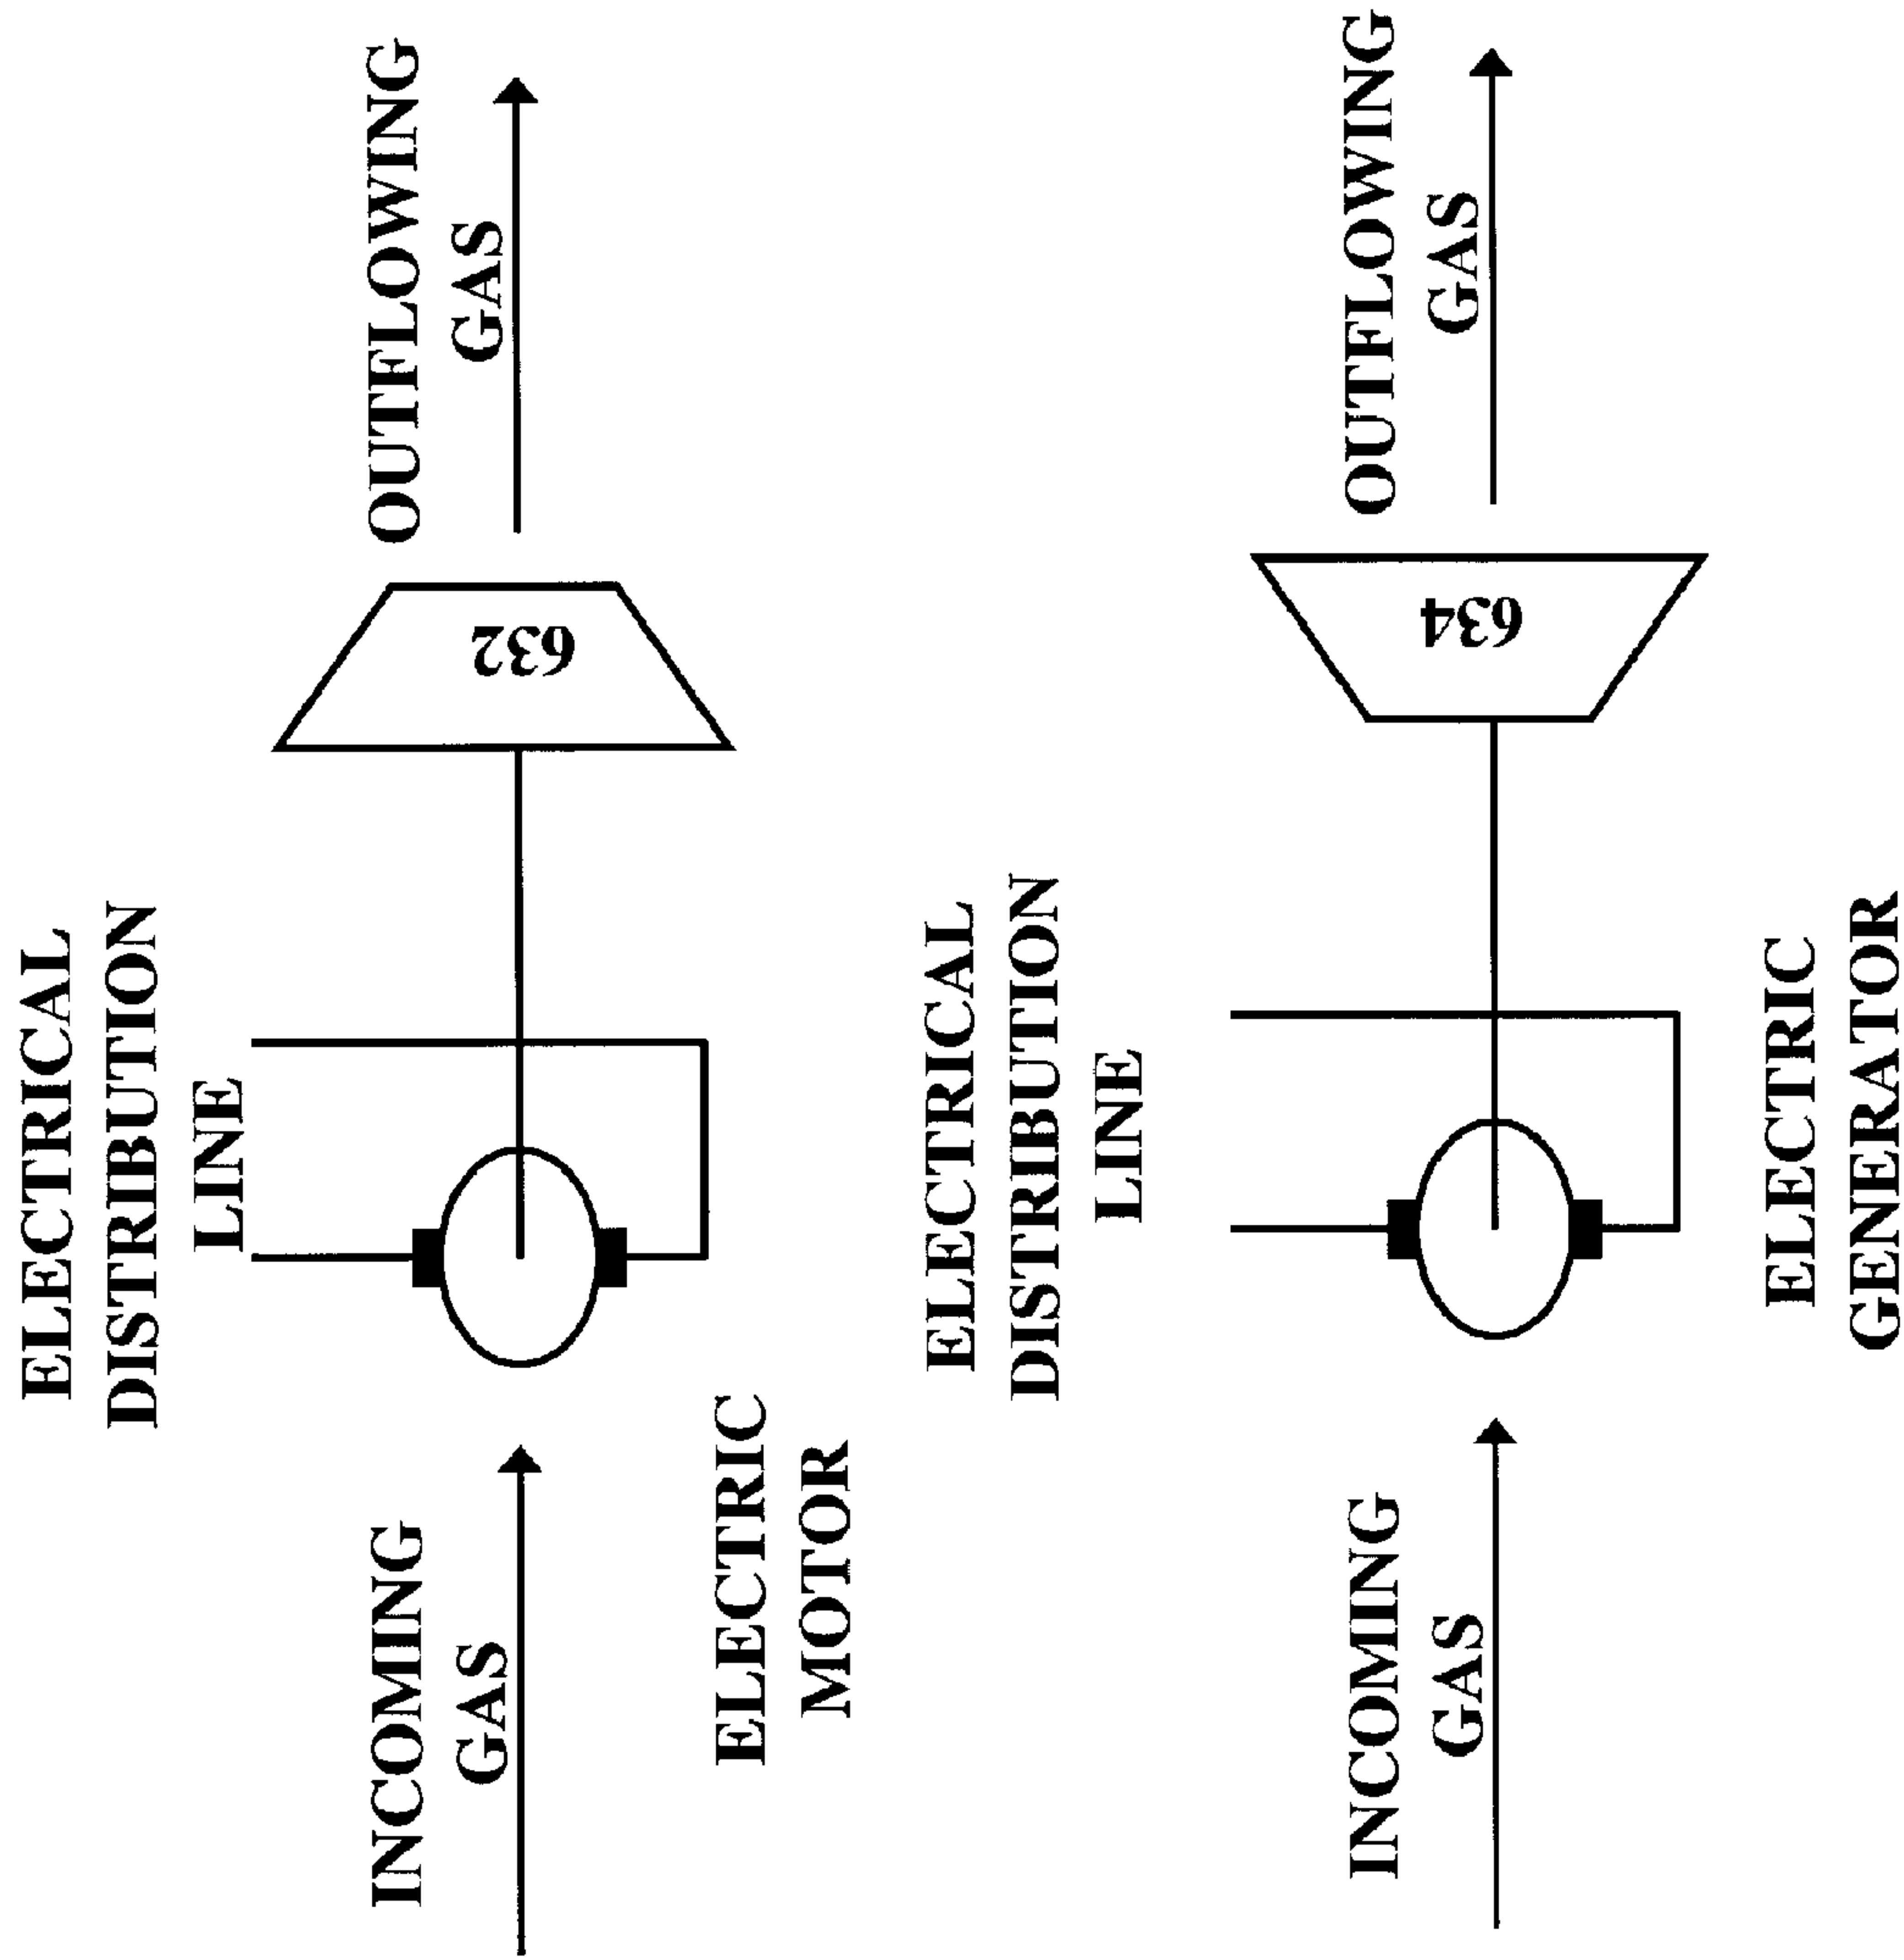 ELECTRICAL
DISTRIBUTION
LINE
INCOMING
GAS
632
OUTFLOWING
GAS
ELECTRIC
MOTOR
ELECTRICAL
DISTRIBUTION
LINE
INCOMING
GAS
634
OUTFLOWING
GAS
ELECTRIC
GENERATOR